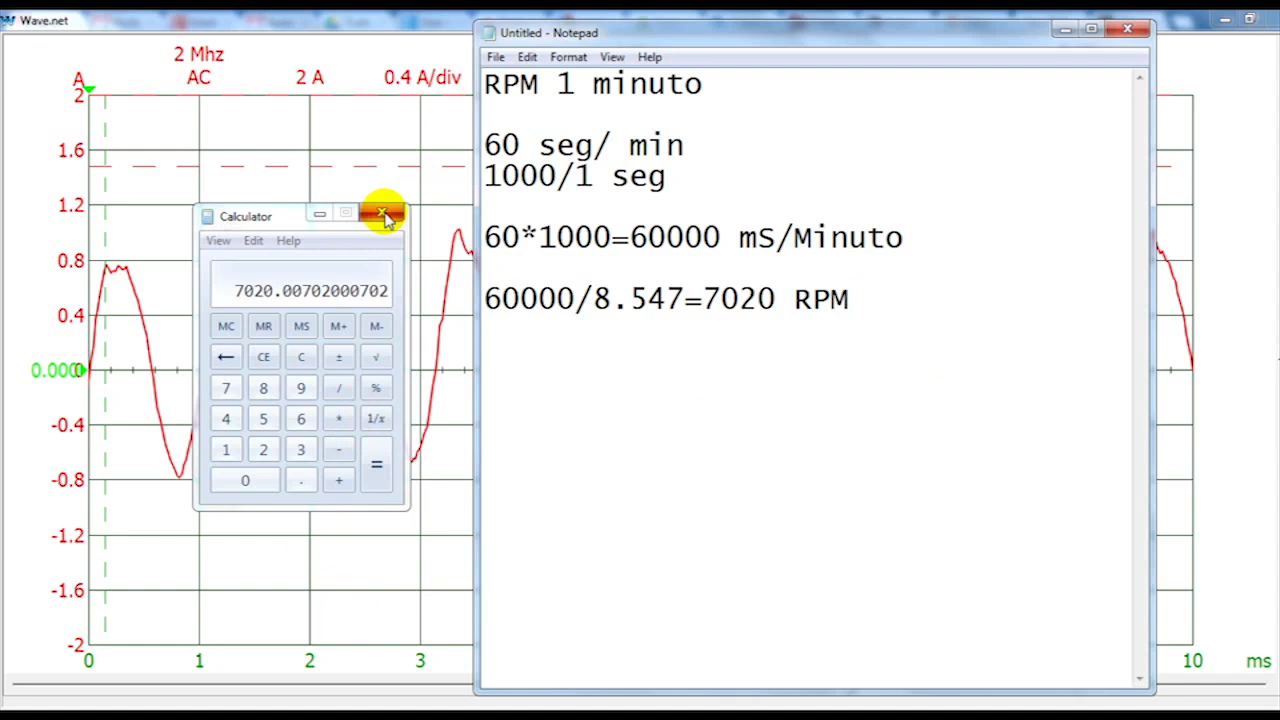 Wave.net
2 Mhz
A
AC
2 A
0.4 A/div
2
1.6
1.2
0.8
0.4
0.000
0
-0.4
-0.8
-1.2
-1.6
-2
0
1
2
3
10
ms
Calculator
View
Edit
Help
7020.00702000702
MC
MR
MS
M+
M-
←
CE
C
±
√
7
8
9
/
%
4
5
6
*
1/x
1
2
3
-
=
0
.
+
Untitled - Notepad
File
Edit
Format
View
Help
RPM 1 minuto
60 seg/ min
1000/1 seg
60*1000=60000 mS/Minuto
60000/8.547=7020 RPM